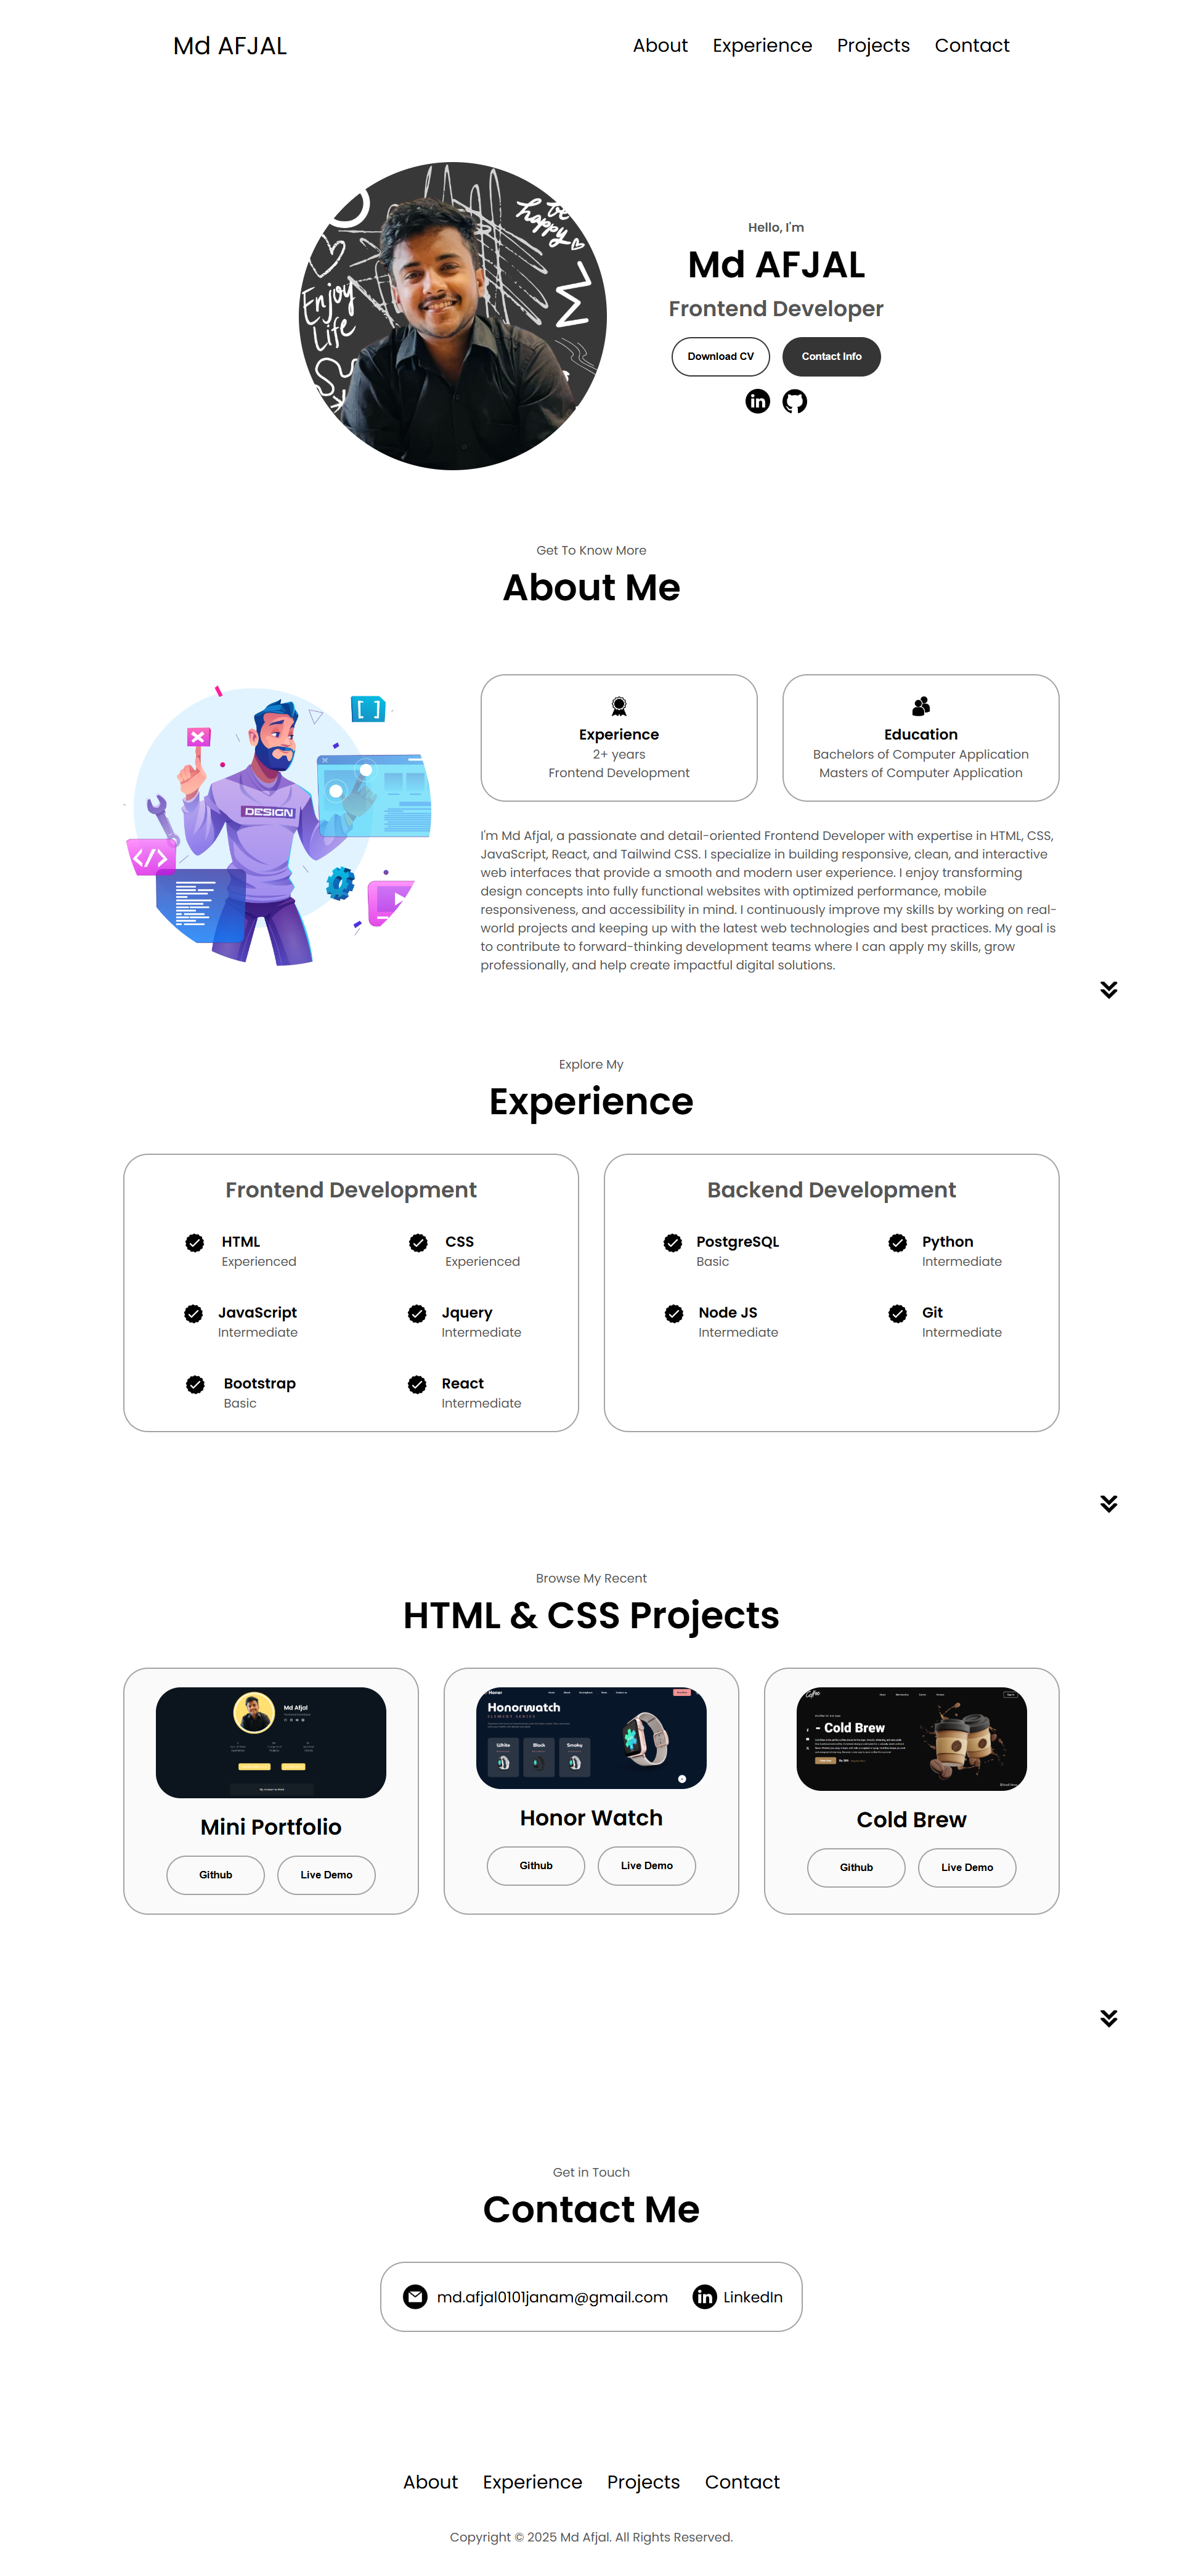 Md AFJAL
About Experience Projects Contact
be
happy
Enjoy
Life
Hello, I'm
Md AFJAL
Frontend Developer
Download CV Contact Info
in
Get To Know More
About Me
[ ]
DESIGN
</>
Experience
2+ years
Frontend Development
Education
Bachelors of Computer Application
Masters of Computer Application
I'm Md Afjal, a passionate and detail-oriented Frontend Developer with expertise in HTML, CSS,
JavaScript, React, and Tailwind CSS. I specialize in building responsive, clean, and interactive
web interfaces that provide a smooth and modern user experience. I enjoy transforming
design concepts into fully functional websites with optimized performance, mobile
responsiveness, and accessibility in mind. I continuously improve my skills by working on real-
world projects and keeping up with the latest web technologies and best practices. My goal is
to contribute to forward-thinking development teams where I can apply my skills, grow
professionally, and help create impactful digital solutions.
Explore My
Experience
Frontend Development
HTML
Experienced
CSS
Experienced
JavaScript
Intermediate
Jquery
Intermediate
Bootstrap
Basic
React
Intermediate
Backend Development
PostgreSQL
Basic
Python
Intermediate
Node JS
Intermediate
Git
Intermediate
Browse My Recent
HTML & CSS Projects
Md Afjal
Mini Portfolio
Github Live Demo
Honor
Honorwatch
ELEMENT SERIES
White Black Smoky
Honor Watch
Github Live Demo
- Cold Brew
Cold Brew
Github Live Demo
Get in Touch
Contact Me
md.afjal0101janam@gmail.com in LinkedIn
About Experience Projects Contact
Copyright © 2025 Md Afjal. All Rights Reserved.